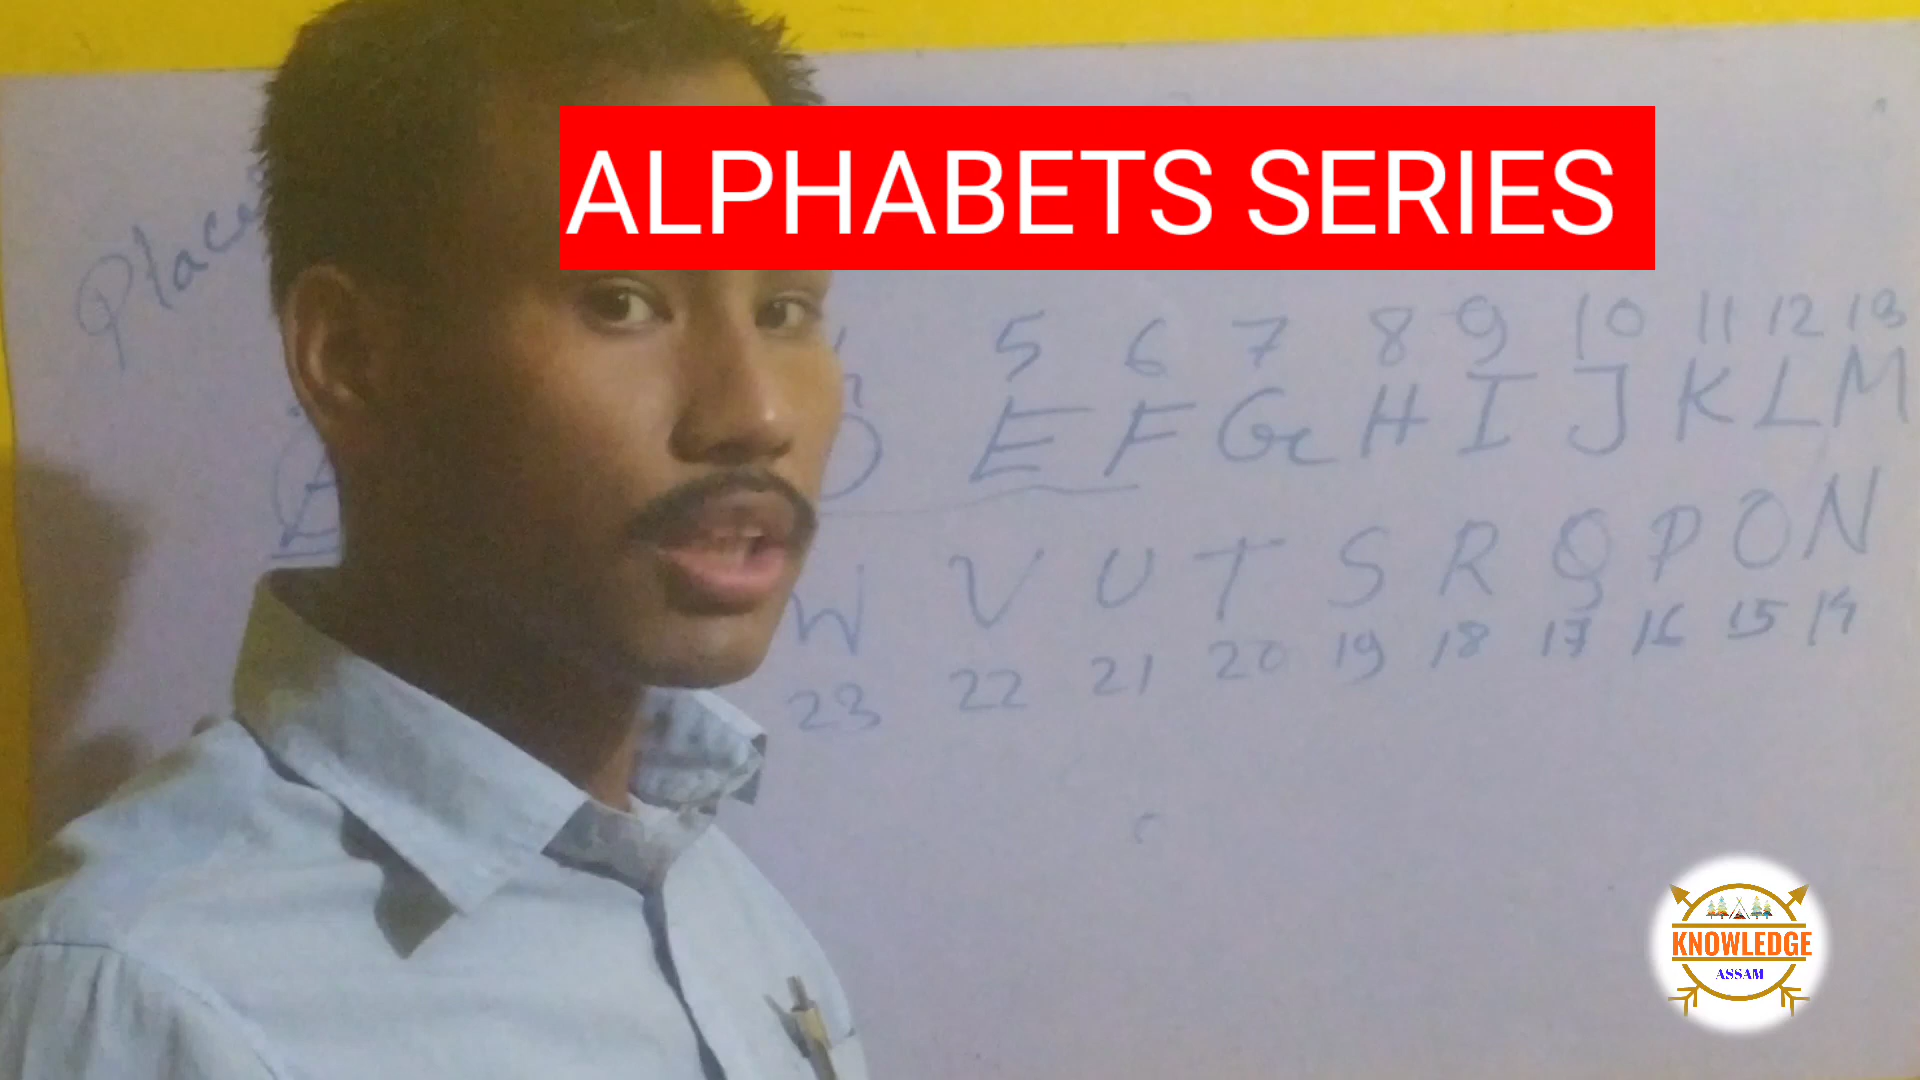 ALPHABETS SERIES
Place
5 6 7 8 9 10 11 12 13
D E F G H I J K L M
W V U T S R Q P O N
23 22 21 20 19 18 17 16 15 14
KNOWLEDGE
ASSAM